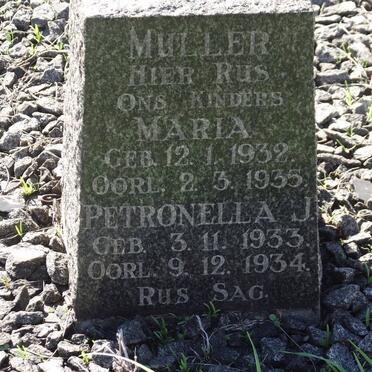 MULLER
HIER RUS
ONS KINDERS
MARIA
GEB. 12.1.1932.
OORL. 2.3.1935.
PETRONELLA J.
GEB. 3.11.1933.
OORL. 9.12.1934.
RUS SAG.